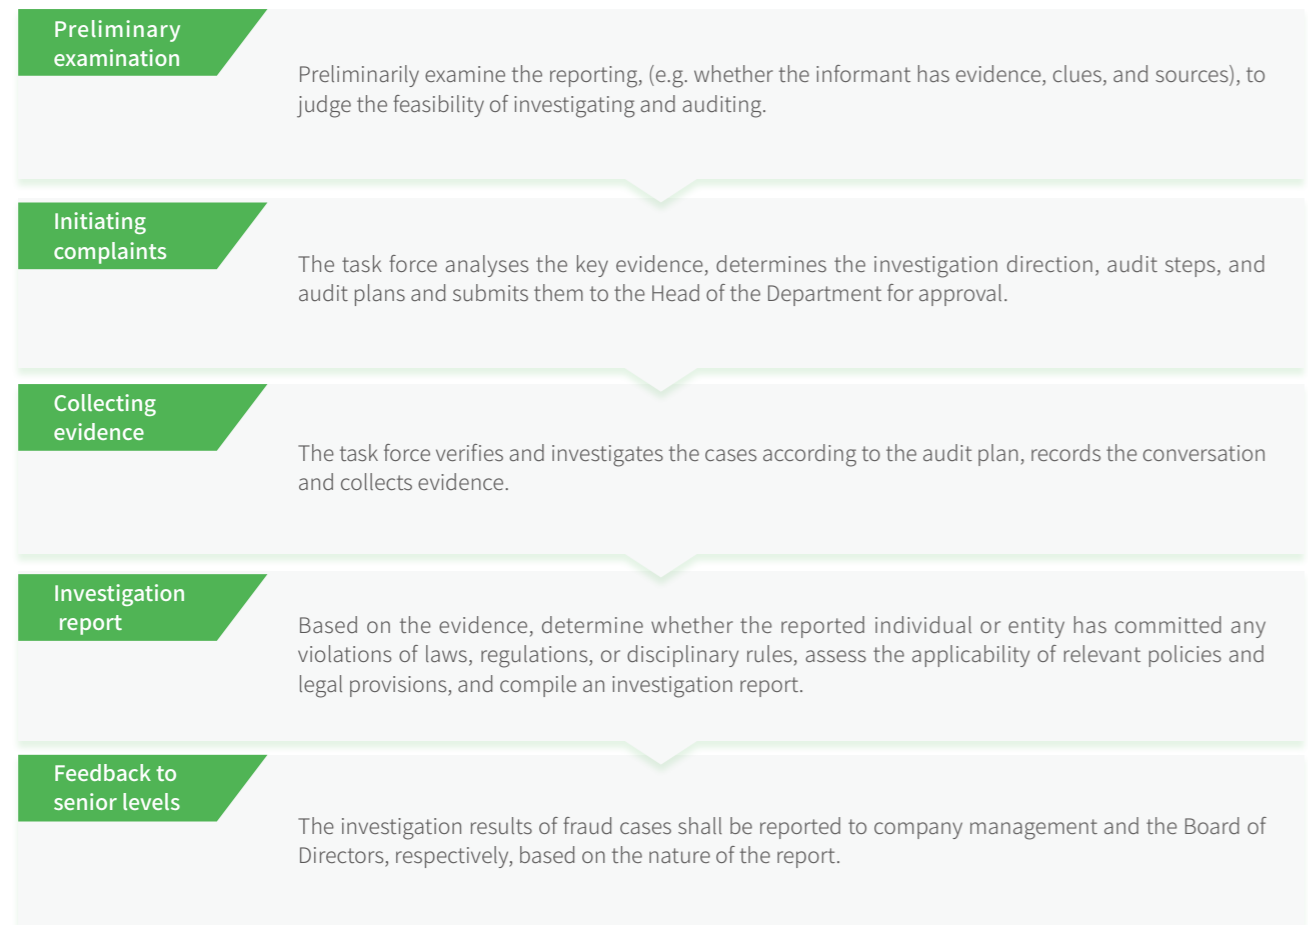 Preliminary
examination
Preliminarily examine the reporting, (e.g. whether the informant has evidence, clues, and sources), to
judge the feasibility of investigating and auditing.
Initiating
complaints
The task force analyses the key evidence, determines the investigation direction, audit steps, and
audit plans and submits them to the Head of the Department for approval.
Collecting
evidence
The task force verifies and investigates the cases according to the audit plan, records the conversation
and collects evidence.
Investigation
report
Based on the evidence, determine whether the reported individual or entity has committed any
violations of laws, regulations, or disciplinary rules, assess the applicability of relevant policies and
legal provisions, and compile an investigation report.
Feedback to
senior levels
The investigation results of fraud cases shall be reported to company management and the Board of
Directors, respectively, based on the nature of the report.